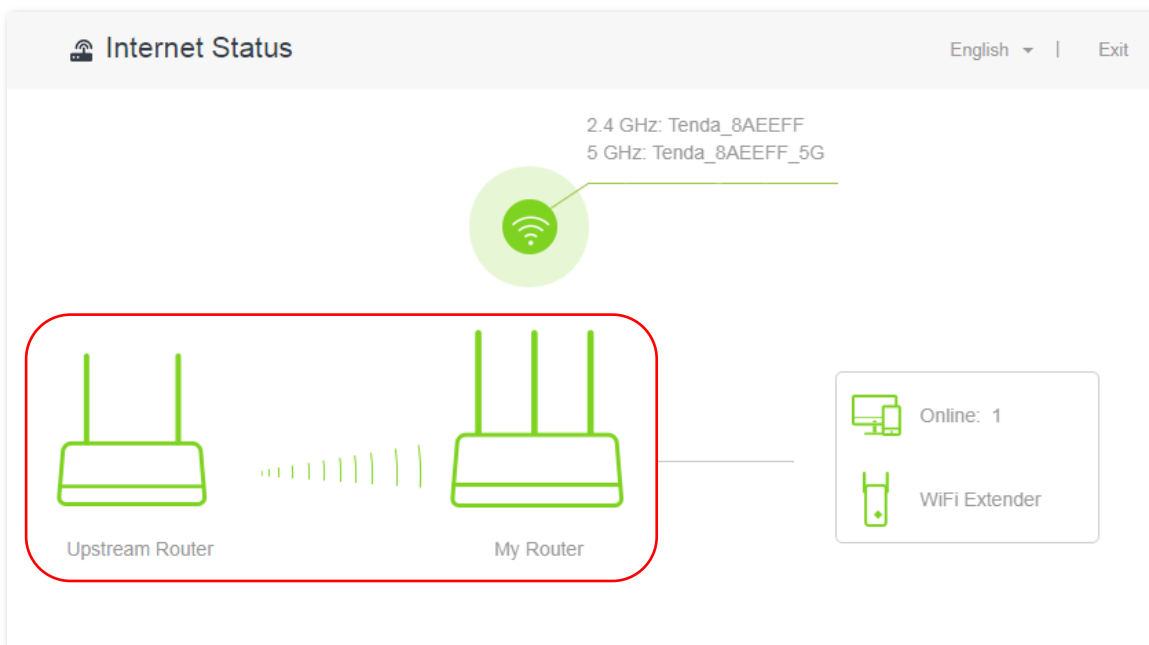 Internet Status
English | Exit
2.4 GHz: Tenda_8AEEFF
5 GHz: Tenda_8AEEFF_5G
Online: 1
WiFi Extender
Upstream Router
My Router